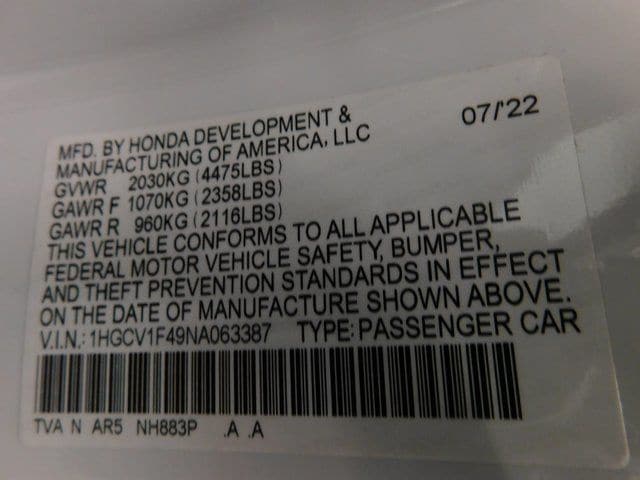 MFD. BY HONDA DEVELOPMENT & 07/'22
MANUFACTURING OF AMERICA, LLC
GVWR 2030KG (4475LBS)
GAWR F 1070KG (2358LBS)
GAWR R 960KG (2116LBS)
THIS VEHICLE CONFORMS TO ALL APPLICABLE
FEDERAL MOTOR VEHICLE SAFETY, BUMPER,
AND THEFT PREVENTION STANDARDS IN EFFECT
ON THE DATE OF MANUFACTURE SHOWN ABOVE.
V.I.N.: 1HGCV1F49NA063387 TYPE: PASSENGER CAR
TVA N AR5 NH883P .A .A